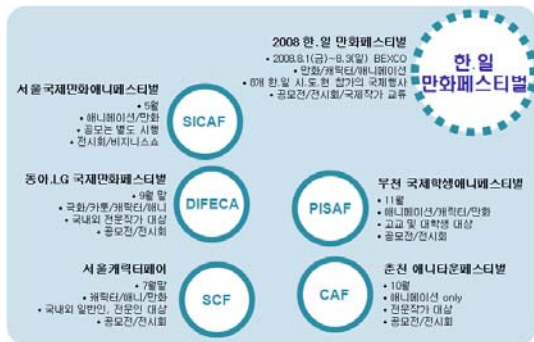 2008 한.일 만화페스티벌
• 2008.8.1(금)~8.3(일) BEXCO
• 만화/캐릭터/애니메이션
• 8개 한.일 시.도.현 참가의 국제행사
• 공모전/전시회/국제작가 교류
한.일
만화페스티벌
서울국제만화애니페스티벌
• 5월
• 애니메이션/만화
• 공모는 별도 시행
• 전시회/비지니스쇼
SICAF
동아.LG 국제만화페스티벌
• 9월 말
• 극화/카툰/캐릭터/애니
• 국내외 전문작가 대상
• 공모전/전시회
DIFECA
PISAF
부천 국제학생애니페스티벌
• 11월
• 애니메이션/캐릭터/만화
• 고교 및 대학생 대상
• 공모전/전시회
서울캐릭터페어
• 7월말
• 캐릭터/애니/만화
• 국내외 일반인, 전문인 대상
• 공모전/전시회
SCF
CAF
춘천 애니타운페스티벌
• 10월
• 애니메이션 only
• 전문작가 대상
• 공모전/전시회